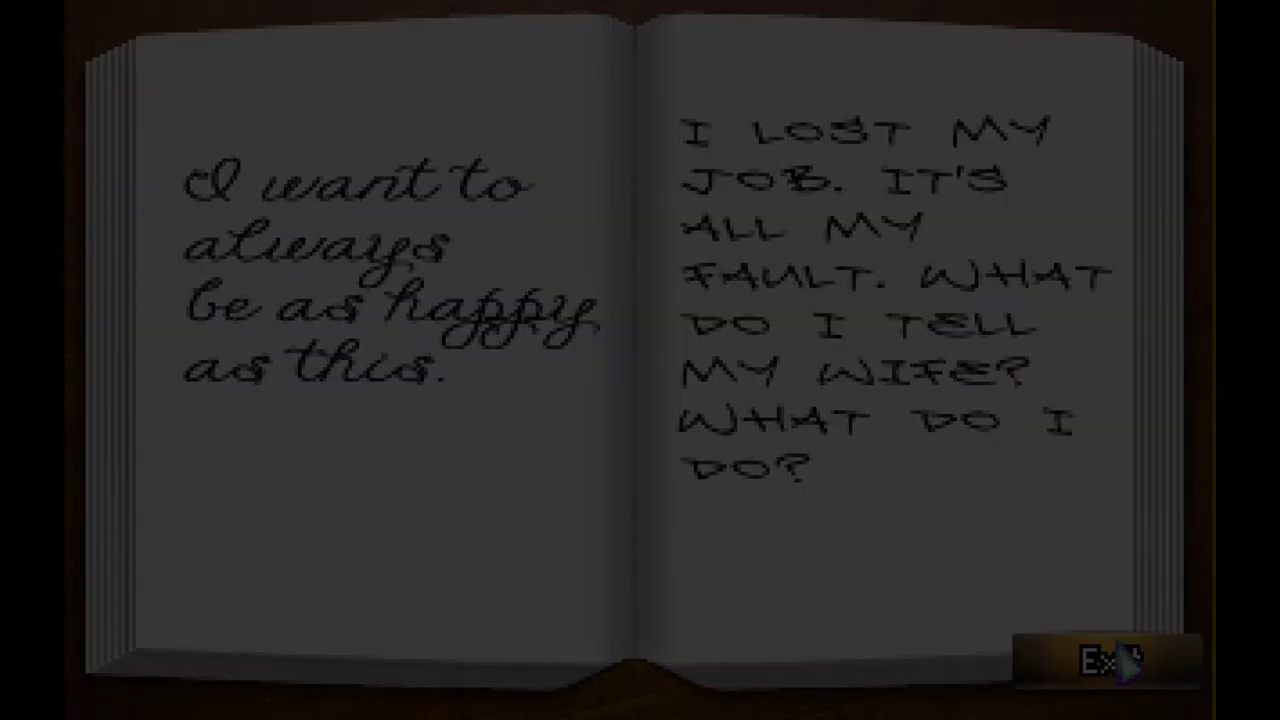 I want to
always
be as happy
as this.
I LOST MY
JOB. IT'S
ALL MY
FAULT. WHAT
DO I TELL
MY WIFE?
WHAT DO I
DO?
Exit